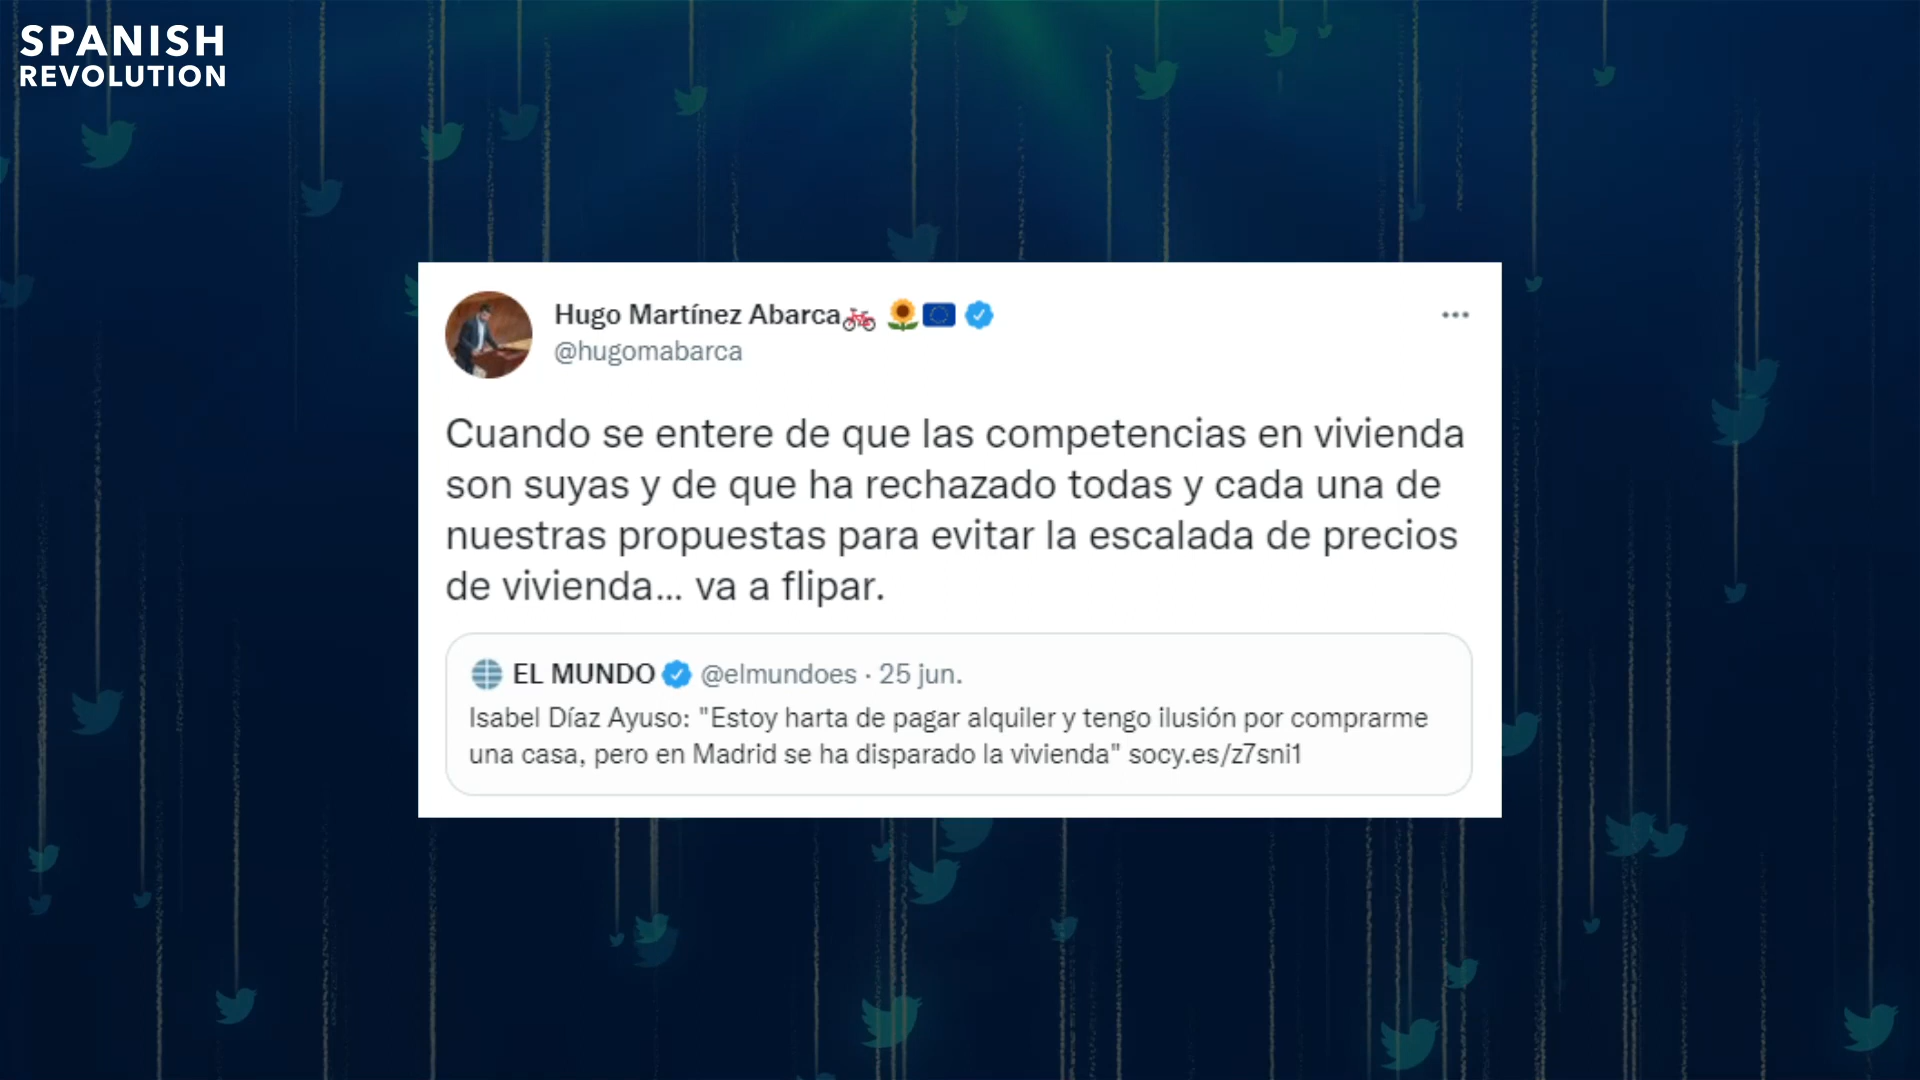 SPANISH
REVOLUTION
Hugo Martínez Abarca🚲 🌻🇪🇺
@hugomabarca
Cuando se entere de que las competencias en vivienda
son suyas y de que ha rechazado todas y cada una de
nuestras propuestas para evitar la escalada de precios
de vivienda... va a flipar.
EL MUNDO @elmundoes · 25 jun.
Isabel Díaz Ayuso: "Estoy harta de pagar alquiler y tengo ilusión por comprarme
una casa, pero en Madrid se ha disparado la vivienda" socy.es/z7sni1